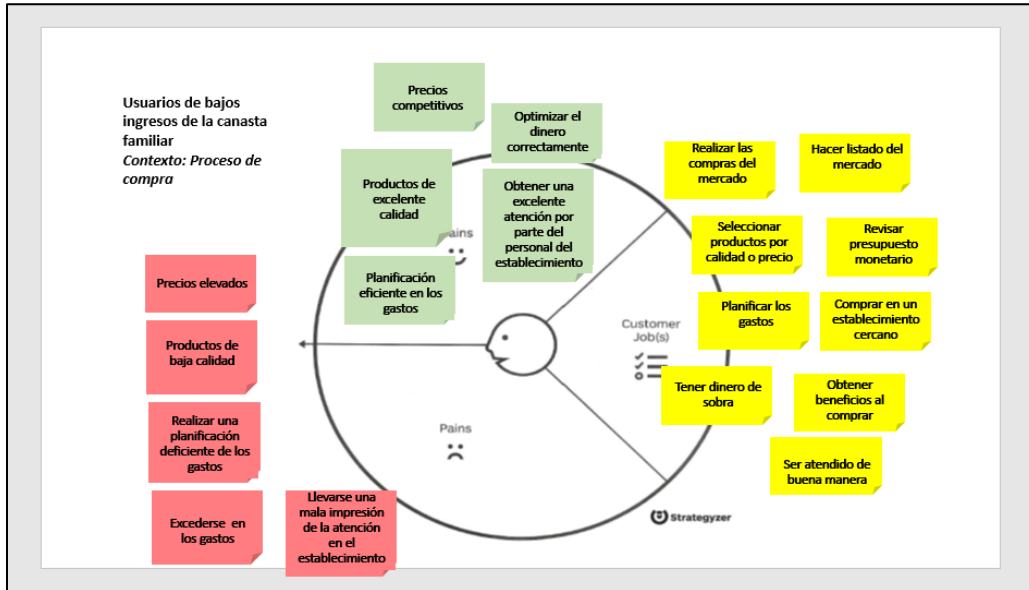 Usuarios de bajos
ingresos de la canasta
familiar
Contexto: Proceso de
compra
Precios
competitivos
Optimizar el
dinero
correctamente
Productos de
excelente
calidad
Obtener una
excelente
atención por
parte del
personal del
establecimiento
Planificación
eficiente en los
gastos
ains
Realizar las
compras del
mercado
Hacer listado del
mercado
Seleccionar
productos por
calidad o precio
Revisar
presupuesto
monetario
Planificar los
gastos
Comprar en un
establecimiento
cercano
Customer
Job(s)
Tener dinero de
sobra
Obtener
beneficios al
comprar
Ser atendido de
buena manera
Precios elevados
Productos de
baja calidad
Realizar una
planificación
deficiente de los
gastos
Excederse en
los gastos
Llevarse una
mala impresión
de la atención
en el
establecimiento
Pains
Strategyzer